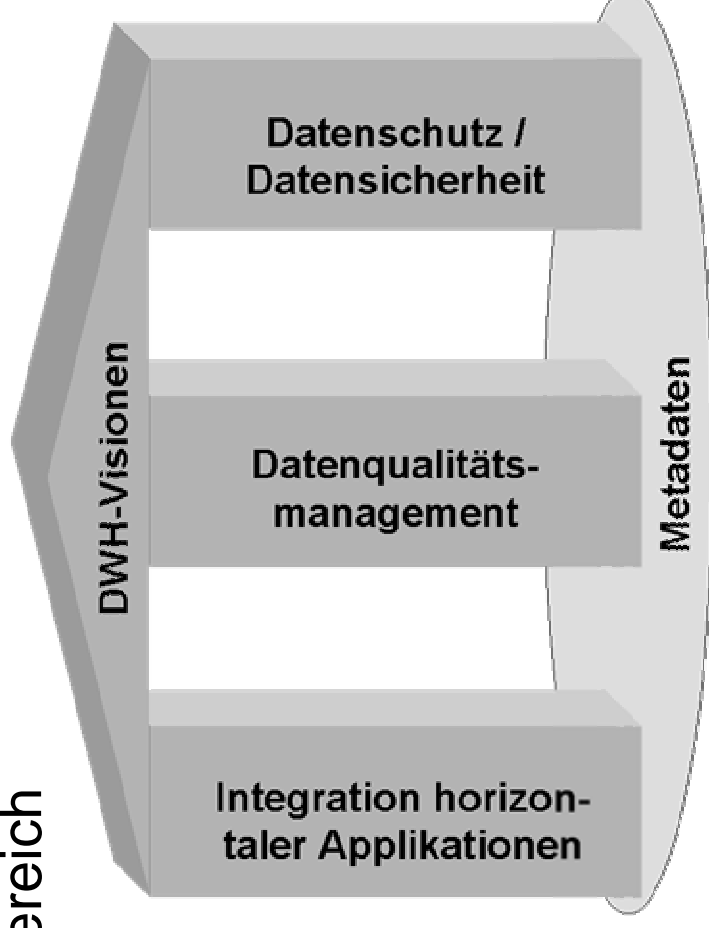 Datenschutz /
Datensicherheit
DWH-Visionen
Datenqualitäts-
management
Metadaten
Integration horizon-
taler Applikationen
ereich